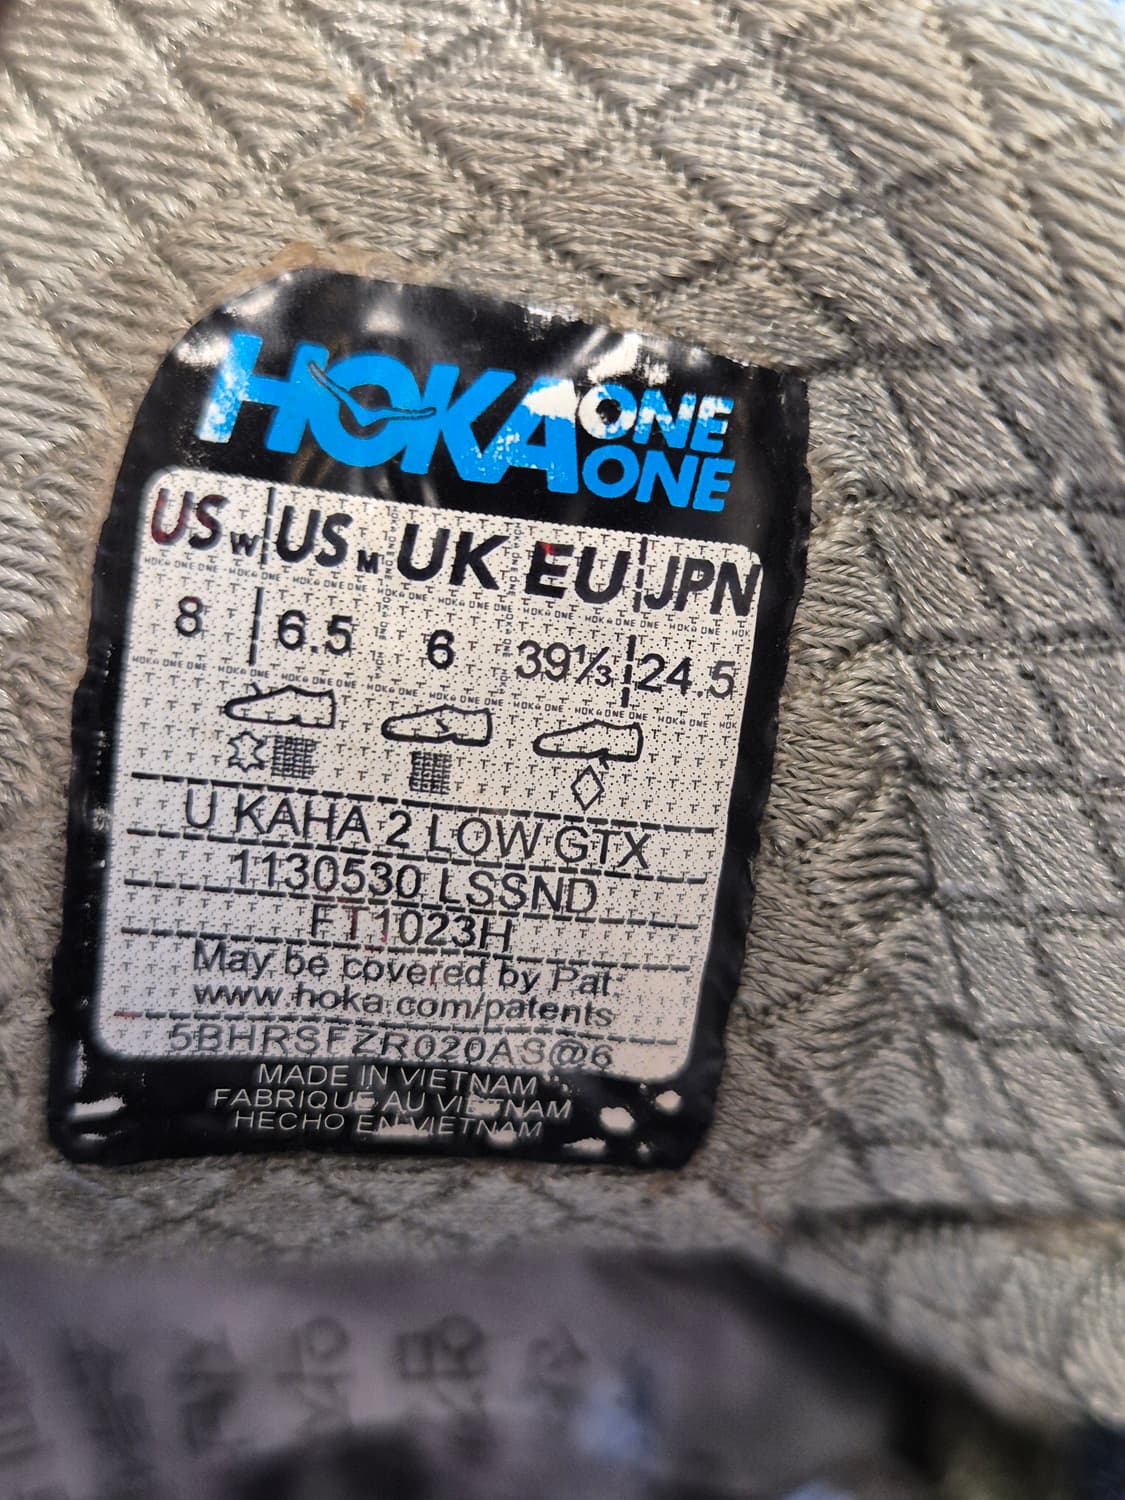 HOKA ONE ONE
US W US M UK EU JPN
8 6.5 6 39⅓ 24.5
U KAHA 2 LOW GTX
1130530 LSSND
FT1023H
May be covered by Pat.
www.hoka.com/patents
5BHRSFZR020AS@6
MADE IN VIETNAM
FABRIQUÉ AU VIETNAM
HECHO EN VIETNAM